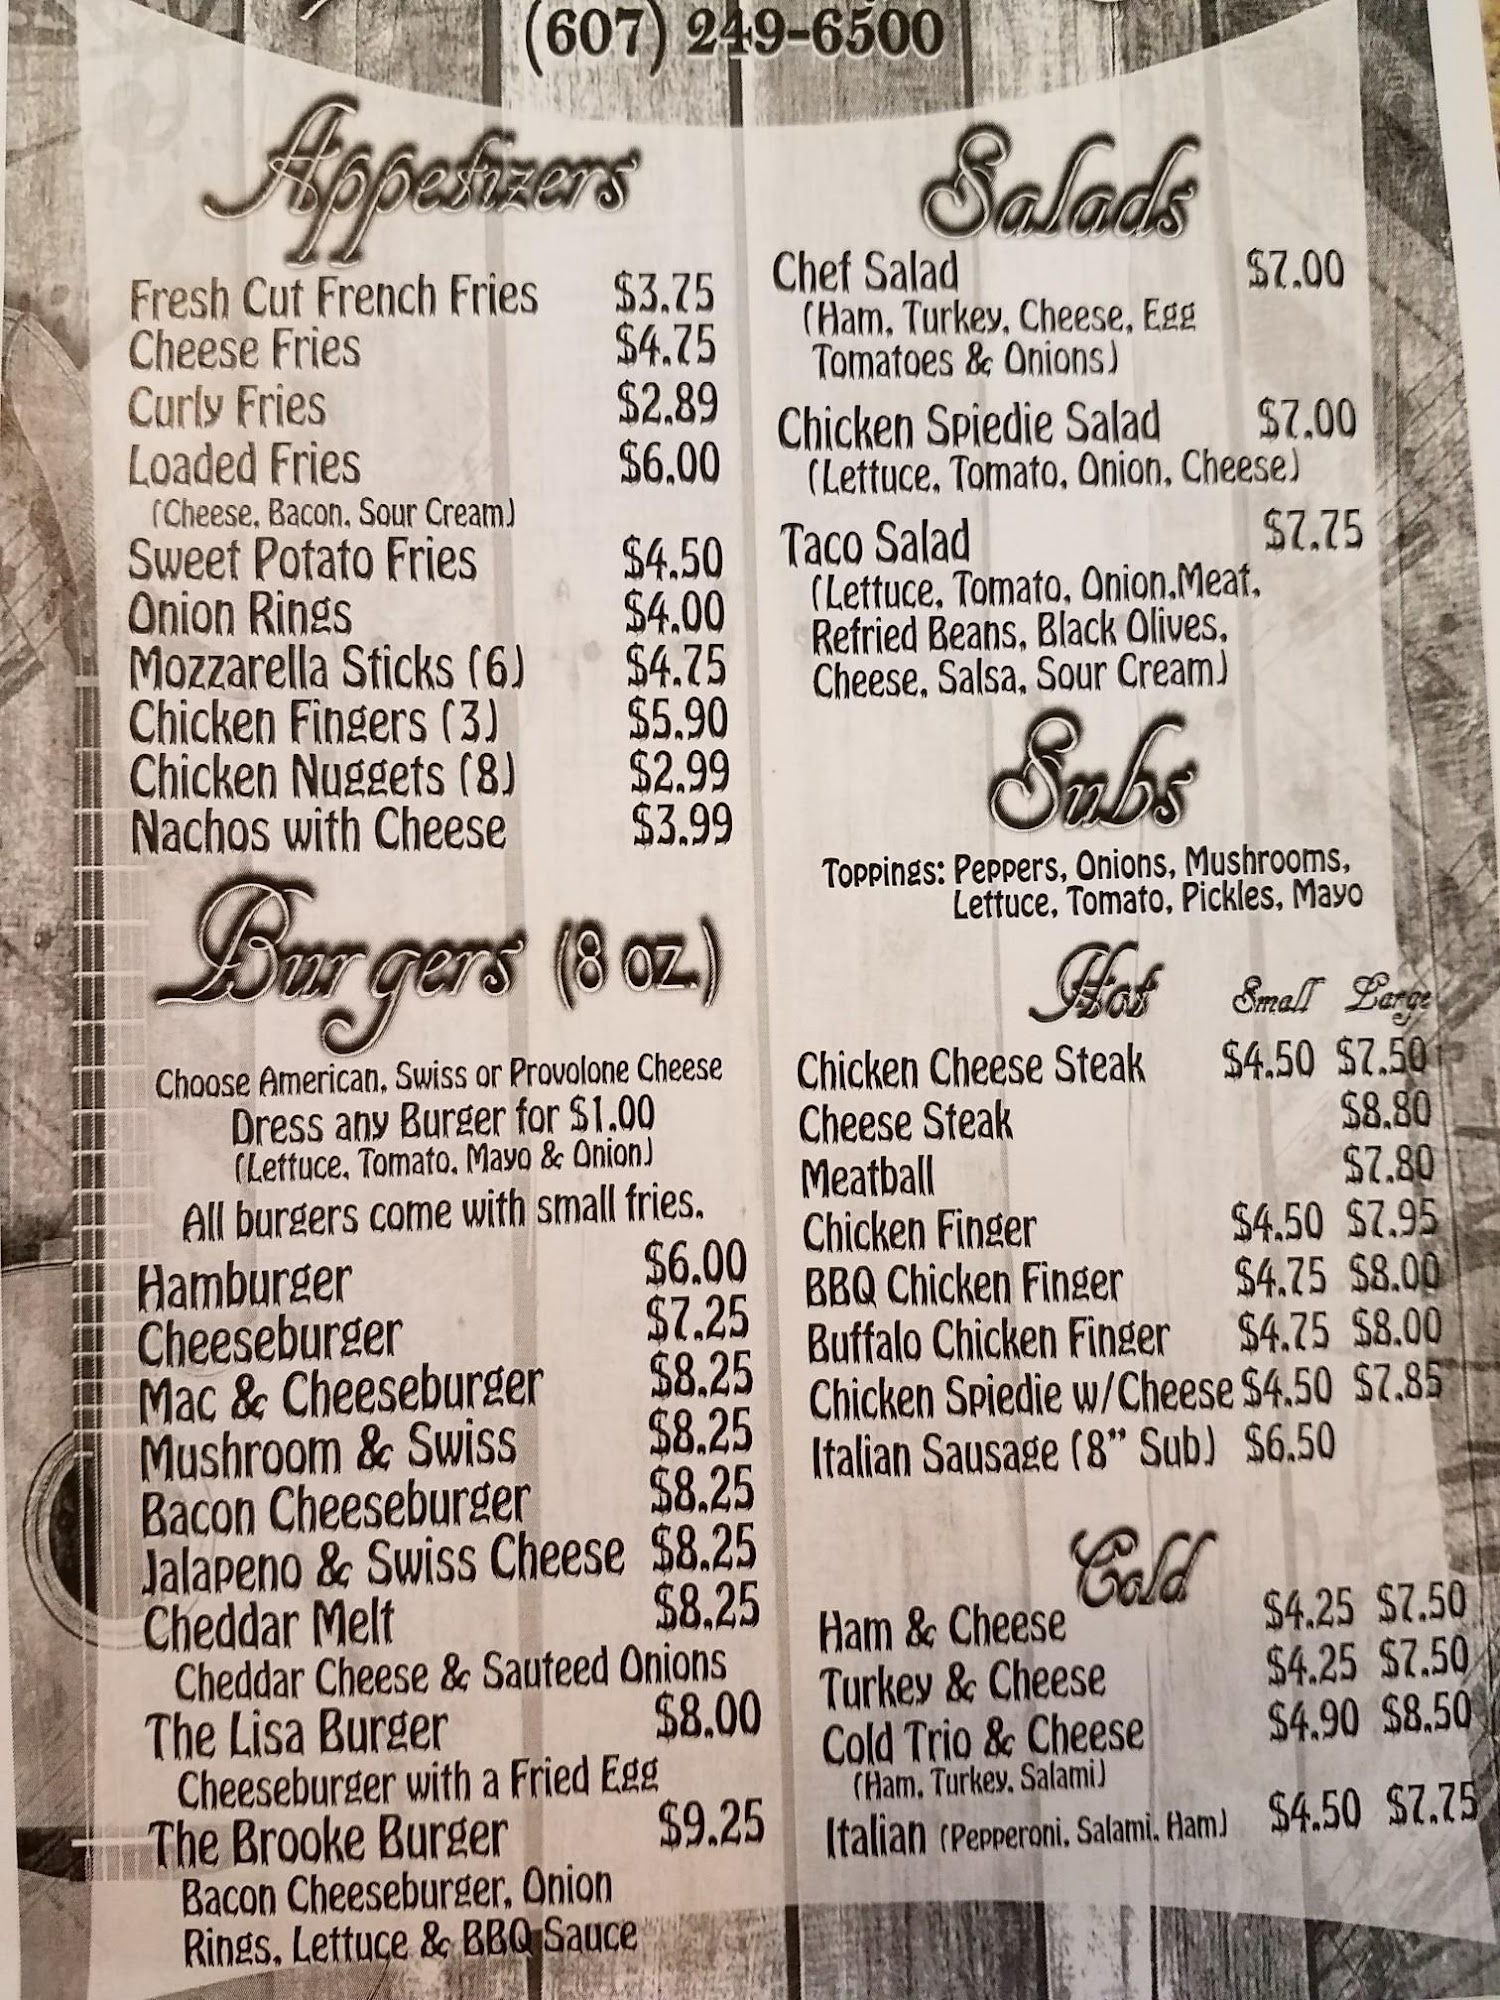 (607) 249-6500
Appetizers
Fresh Cut French Fries $3.75
Cheese Fries $4.75
Curly Fries $2.89
Loaded Fries $6.00
(Cheese, Bacon, Sour Cream)
Sweet Potato Fries $4.50
Onion Rings $4.00
Mozzarella Sticks (6) $4.75
Chicken Fingers (3) $5.90
Chicken Nuggets (8) $2.99
Nachos with Cheese $3.99
Burgers (8 oz.)
Choose American, Swiss or Provolone Cheese
Dress any Burger for $1.00
(Lettuce, Tomato, Mayo & Onion)
All burgers come with small fries.
Hamburger $6.00
Cheeseburger $7.25
Mac & Cheeseburger $8.25
Mushroom & Swiss $8.25
Bacon Cheeseburger $8.25
Jalapeno & Swiss Cheese $8.25
Cheddar Melt $8.25
Cheddar Cheese & Sauteed Onions
The Lisa Burger $8.00
Cheeseburger with a Fried Egg
The Brooke Burger $9.25
Bacon Cheeseburger, Onion
Rings, Lettuce & BBQ Sauce
Salads
Chef Salad $7.00
(Ham, Turkey, Cheese, Egg
Tomatoes & Onions)
Chicken Spiedie Salad $7.00
(Lettuce, Tomato, Onion, Cheese)
Taco Salad $7.75
(Lettuce, Tomato, Onion,Meat,
Refried Beans, Black Olives,
Cheese, Salsa, Sour Cream)
Subs
Toppings: Peppers, Onions, Mushrooms,
Lettuce, Tomato, Pickles, Mayo
Hot Small Large
Chicken Cheese Steak $4.50 $7.50
Cheese Steak $8.80
Meatball $7.80
Chicken Finger $4.50 $7.95
BBQ Chicken Finger $4.75 $8.00
Buffalo Chicken Finger $4.75 $8.00
Chicken Spiedie w/Cheese $4.50 $7.85
Italian Sausage (8" Sub) $6.50
Cold
Ham & Cheese $4.25 $7.50
Turkey & Cheese $4.25 $7.50
Cold Trio & Cheese $4.90 $8.50
(Ham, Turkey, Salami)
Italian (Pepperoni, Salami, Ham) $4.50 $7.75